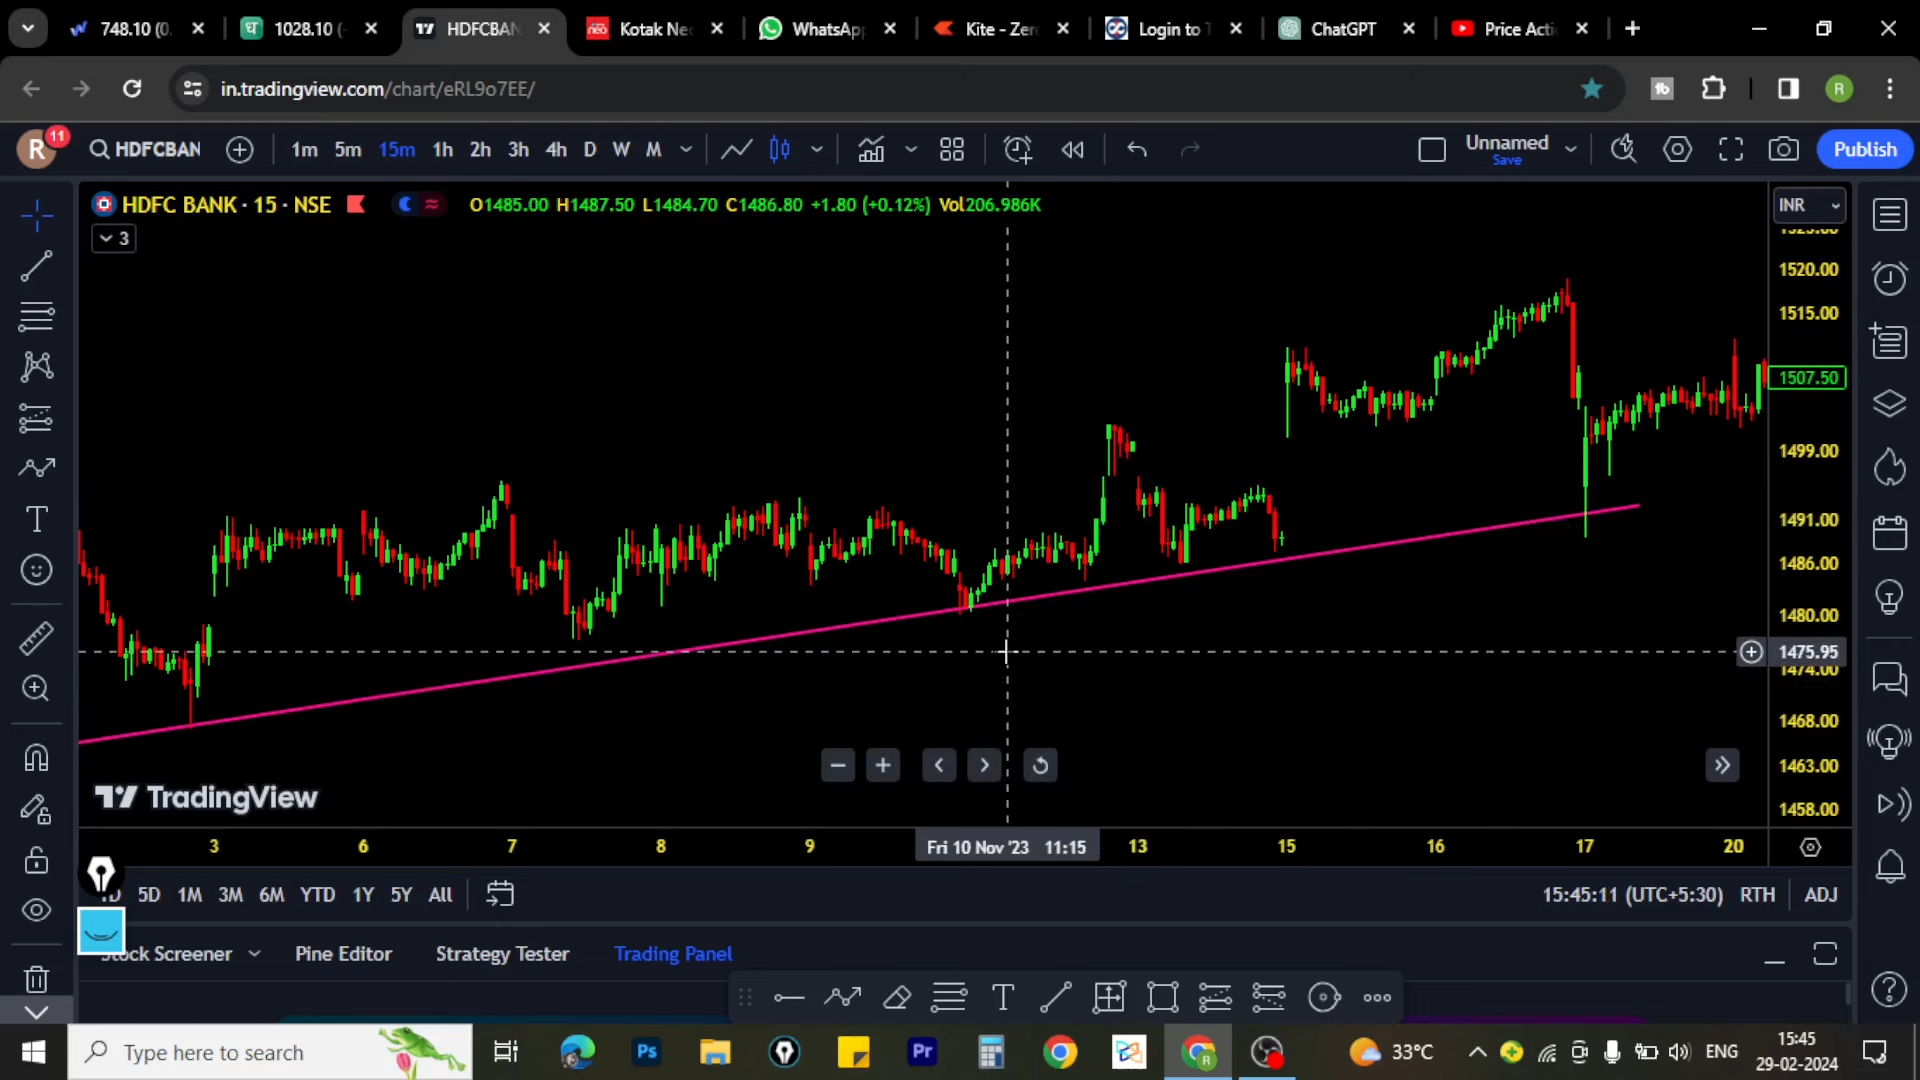 748.10 (0.
1028.10 (-
HDFCBAN
Kotak Ne
WhatsApp
Kite - Zer
Login to T
ChatGPT
Price Acti
in.tradingview.com/chart/eRL9o7EE/
R
R
11
HDFCBAN
1m 5m 15m 1h 2h 3h 4h D W M
Unnamed
Save
Publish
HDFC BANK · 15 · NSE
O1485.00 H1487.50 L1484.70 C1486.80 +1.80 (+0.12%) Vol206.986K
INR
3
1520.00
1515.00
1507.50
1499.00
1491.00
1486.00
1480.00
1475.95
1474.00
1468.00
1463.00
1458.00
TradingView
3 6 7 8 9 Fri 10 Nov '23 11:15 13 15 16 17 20
5D 1M 3M 6M YTD 1Y 5Y All
15:45:11 (UTC+5:30) RTH ADJ
Stock Screener Pine Editor Strategy Tester Trading Panel
Type here to search
Ps
Pr
33°C
ENG
15:45
29-02-2024